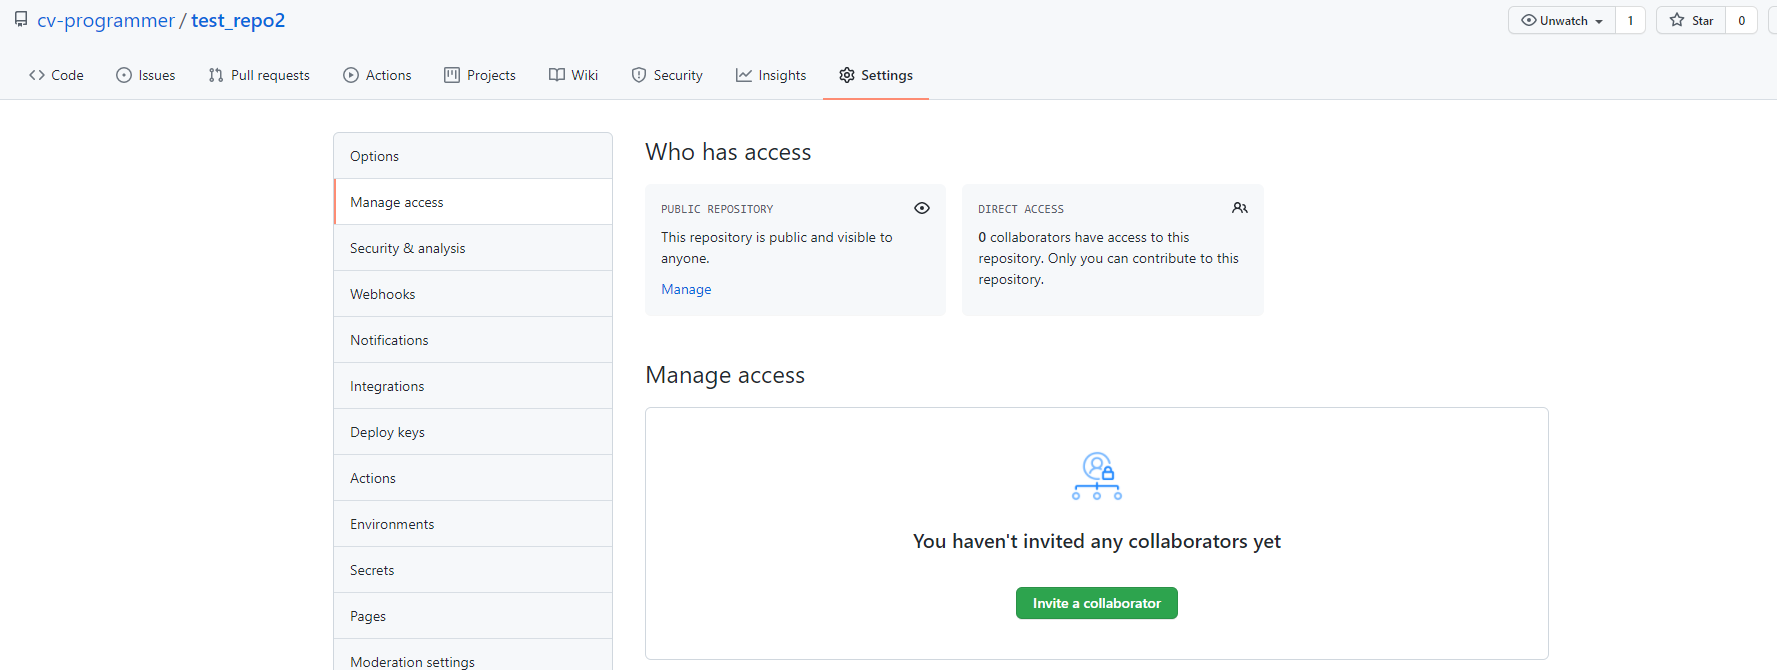 cv-programmer / test_repo2
Unwatch 1 Star 0
Code Issues Pull requests Actions Projects Wiki Security Insights Settings
Options
Manage access
Security & analysis
Webhooks
Notifications
Integrations
Deploy keys
Actions
Environments
Secrets
Pages
Moderation settings
Who has access
PUBLIC REPOSITORY
This repository is public and visible to
anyone.
Manage
DIRECT ACCESS
0 collaborators have access to this
repository. Only you can contribute to this
repository.
Manage access
You haven't invited any collaborators yet
Invite a collaborator